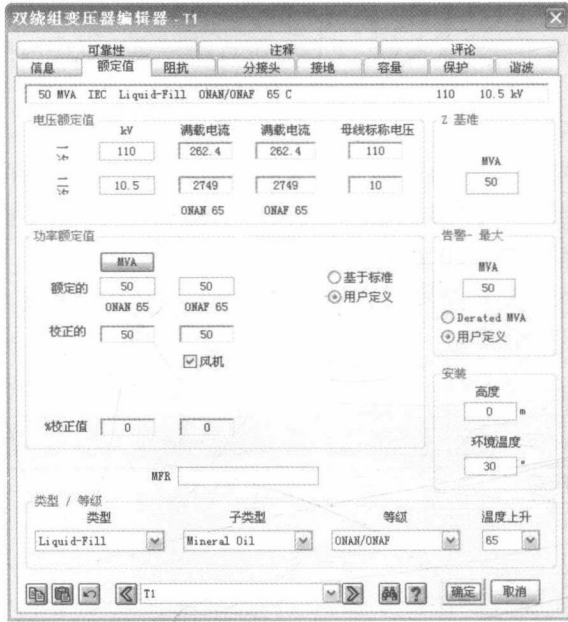 双绕组变压器编辑器 - T1
可靠性 注释 评论
信息 额定值 阻抗 分接头 接地 容量 保护 谐波
50 MVA IEC Liquid-Fill ONAN/ONAF 65 C 110 10.5 kV
电压额定值 Z 基准
kV 满载电流 满载电流 母线标称电压
一次 110 262.4 262.4 110 MVA
二次 10.5 2749 2749 10 50
ONAN 65 ONAF 65
功率额定值 告警- 最大
MVA MVA
额定的 50 50 基于标准 50
ONAN 65 ONAF 65 用户定义
Derated MVA
校正的 50 50 用户定义
风机
安装
高度
0 m
%校正值 0 0 环境温度
30 °
MFR
类型 / 等级
类型 子类型 等级 温度上升
Liquid-Fill Mineral Oil ONAN/ONAF 65
T1 ? 确定 取消